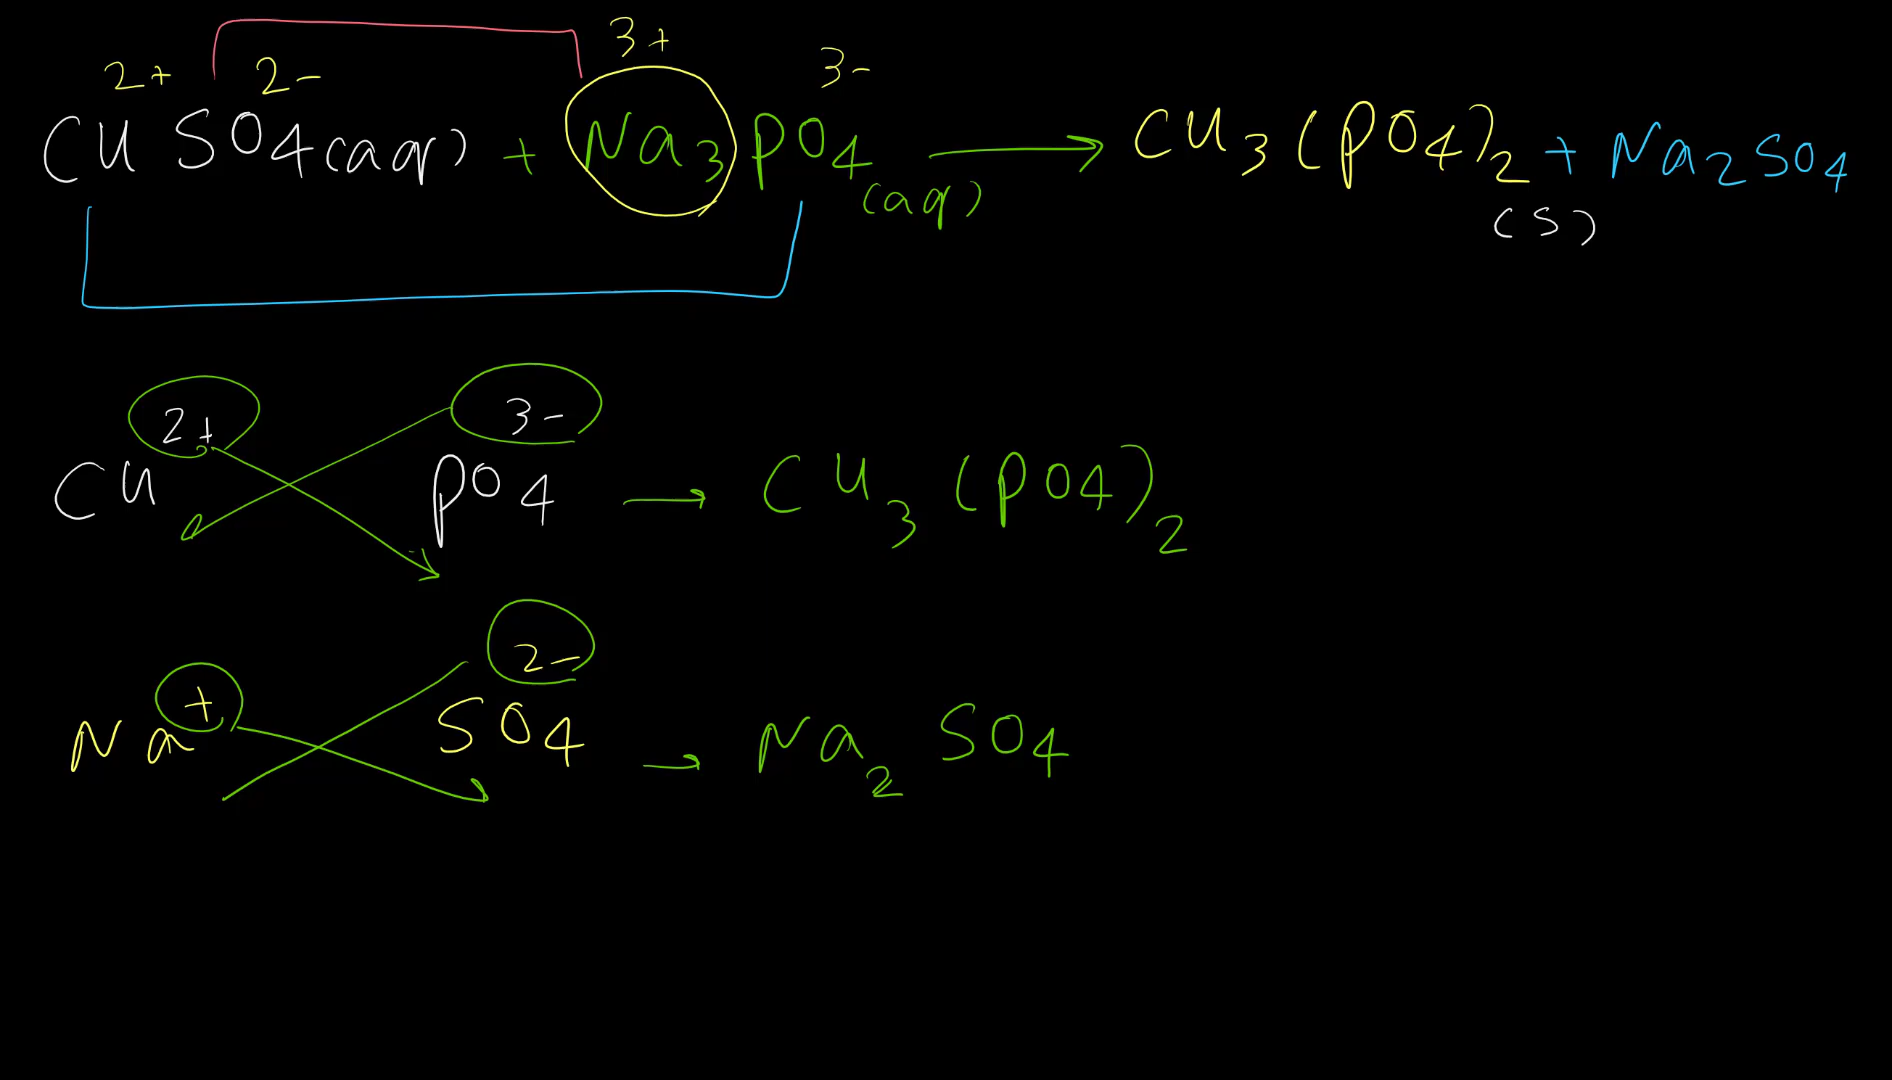 2+ 2- 3+ 3-
CuSO4(aq) + Na3PO4(aq) → Cu3(PO4)2(s) + Na2SO4
2+ 3-
Cu PO4 → Cu3(PO4)2
+ 2-
Na SO4 → Na2SO4